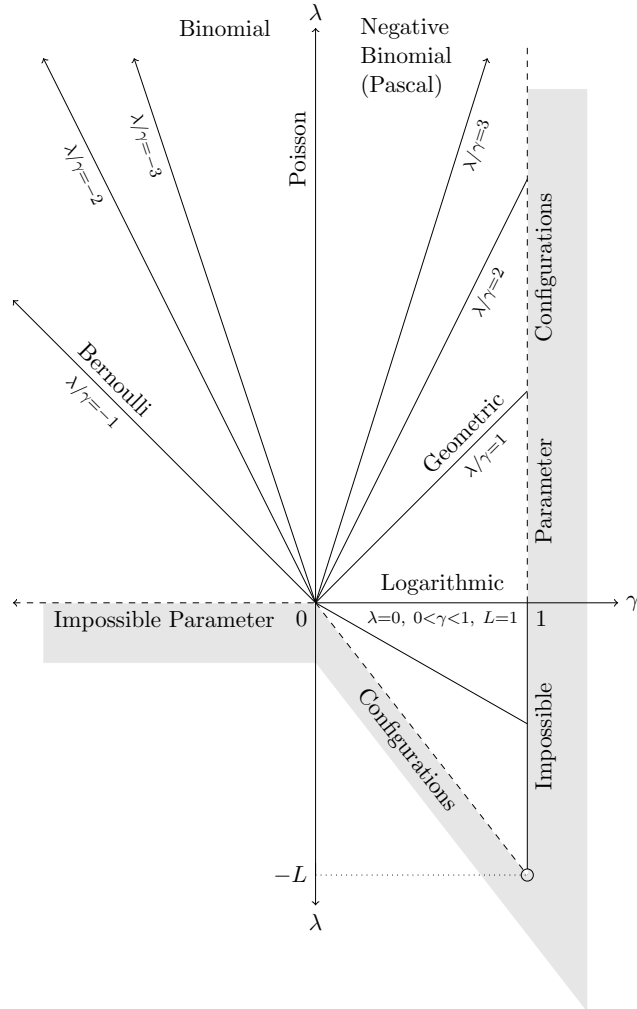 λ
Binomial
Negative
Binomial
(Pascal)
Poisson
λ/γ=−2
λ/γ=−3
λ/γ=3
λ/γ=2
Configurations
Bernoulli
λ/γ=−1
Geometric
λ/γ=1
Parameter
Logarithmic
γ
Impossible Parameter
0
λ=0, 0<γ<1, L=1
1
Configurations
Impossible
−L
λ